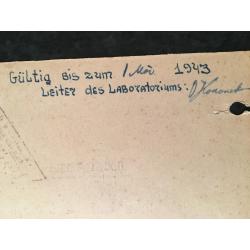 Gültig bis zum 1 Mai 1943
Leiter des Laboratoriums: